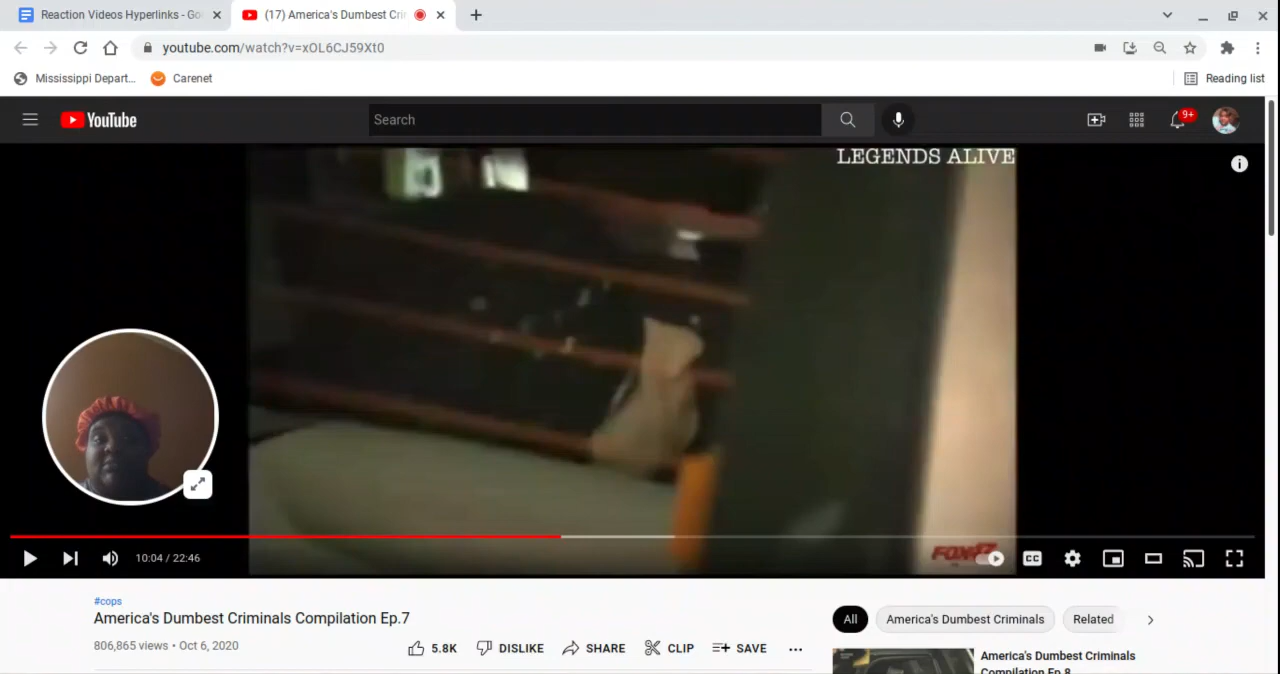 Reaction Videos Hyperlinks - Go
(17) America's Dumbest Cri
youtube.com/watch?v=xOL6CJ59Xt0
Mississippi Depart...
Carenet
Reading list
YouTube
Search
9+
LEGENDS ALIVE
FOX17
10:04 / 22:46
CC
#cops
America's Dumbest Criminals Compilation Ep.7
806,865 views • Oct 6, 2020
5.8K
DISLIKE
SHARE
CLIP
SAVE
All
America's Dumbest Criminals
Related
America's Dumbest Criminals
Compilation Ep.8